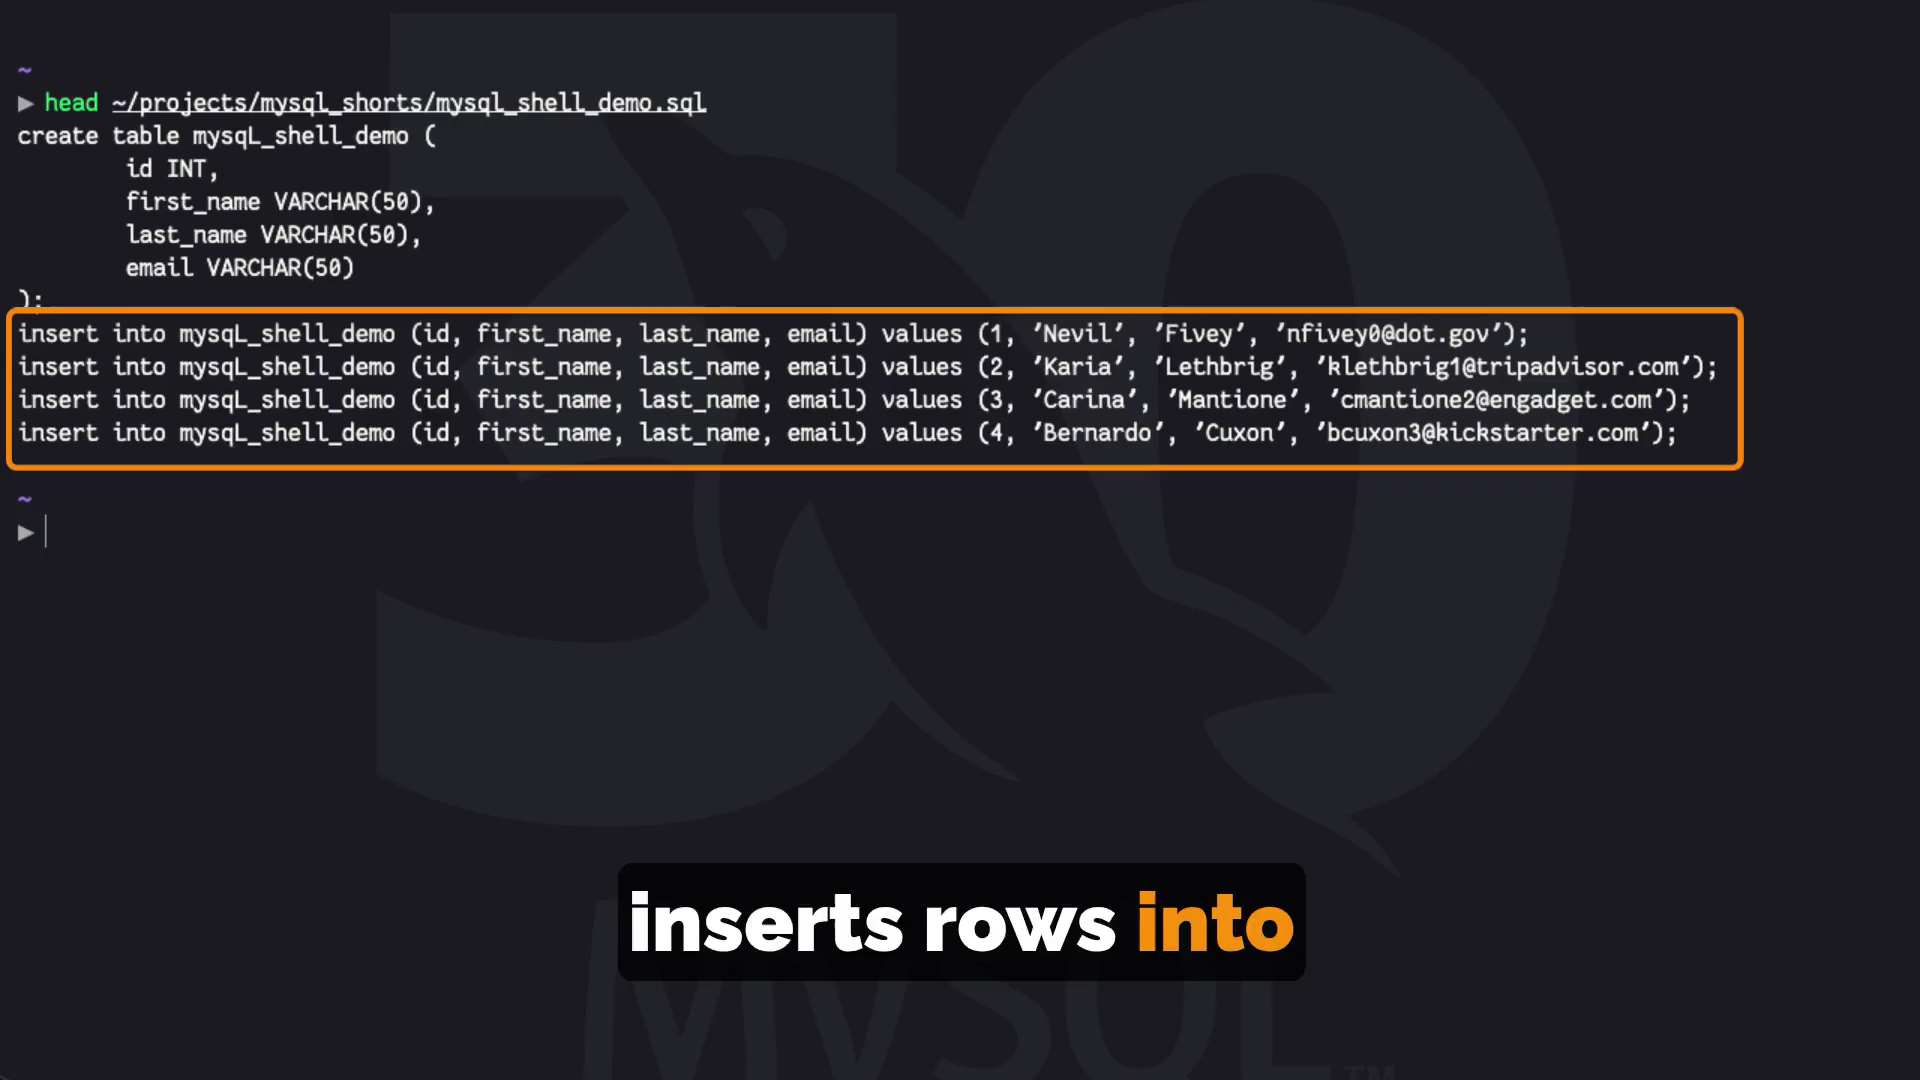 ~
▶ head ~/projects/mysql_shorts/mysql_shell_demo.sql
create table mysqL_shell_demo (
id INT,
first_name VARCHAR(50),
last_name VARCHAR(50),
email VARCHAR(50)
);
insert into mysqL_shell_demo (id, first_name, last_name, email) values (1, 'Nevil', 'Fivey', 'nfivey0@dot.gov');
insert into mysqL_shell_demo (id, first_name, last_name, email) values (2, 'Karia', 'Lethbrig', 'klethbrig1@tripadvisor.com');
insert into mysqL_shell_demo (id, first_name, last_name, email) values (3, 'Carina', 'Mantione', 'cmantione2@engadget.com');
insert into mysqL_shell_demo (id, first_name, last_name, email) values (4, 'Bernardo', 'Cuxon', 'bcuxon3@kickstarter.com');
~
▶
30
inserts rows into
MySQL™